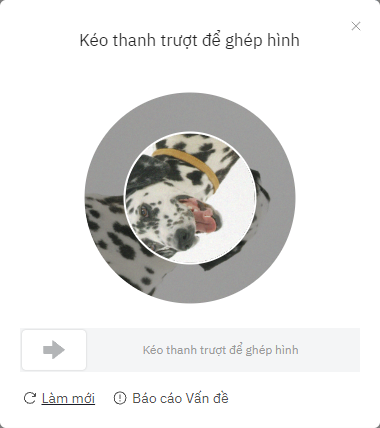 Kéo thanh trượt để ghép hình
Kéo thanh trượt để ghép hình
Làm mới
Báo cáo Vấn đề